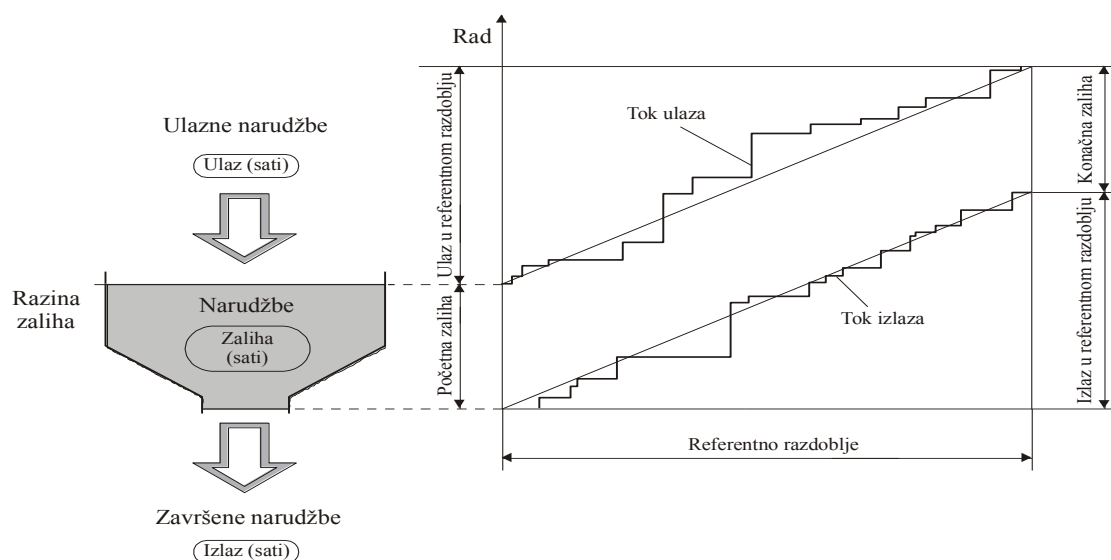 Rad
Ulazne narudžbe
Ulaz (sati)
Razina
zaliha
Narudžbe
Zaliha
(sati)
Završene narudžbe
Izlaz (sati)
Ulaz u referentnom razdoblju
Početna zaliha
Tok ulaza
Tok izlaza
Referentno razdoblje
Konačna zaliha
Izlaz u referentnom razdoblju